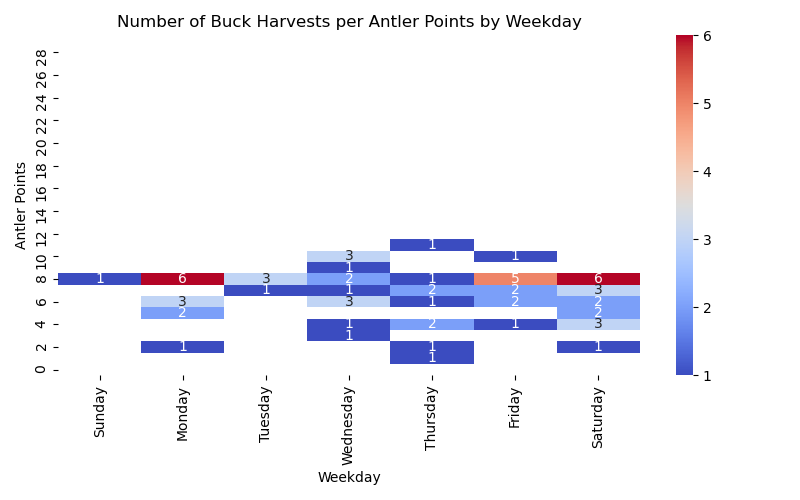 Number of Buck Harvests per Antler Points by Weekday
Antler Points
28
26
24
22
20
18
16
14
12
10
8
6
4
2
0
1
3 1
1
1 6 3 2 1 5 6
1 1 2 2 3
3 3 1 2 2
2 2
1 2 1 3
1
1 1 1
1
Sunday
Monday
Tuesday
Wednesday
Thursday
Friday
Saturday
Weekday
6
5
4
3
2
1